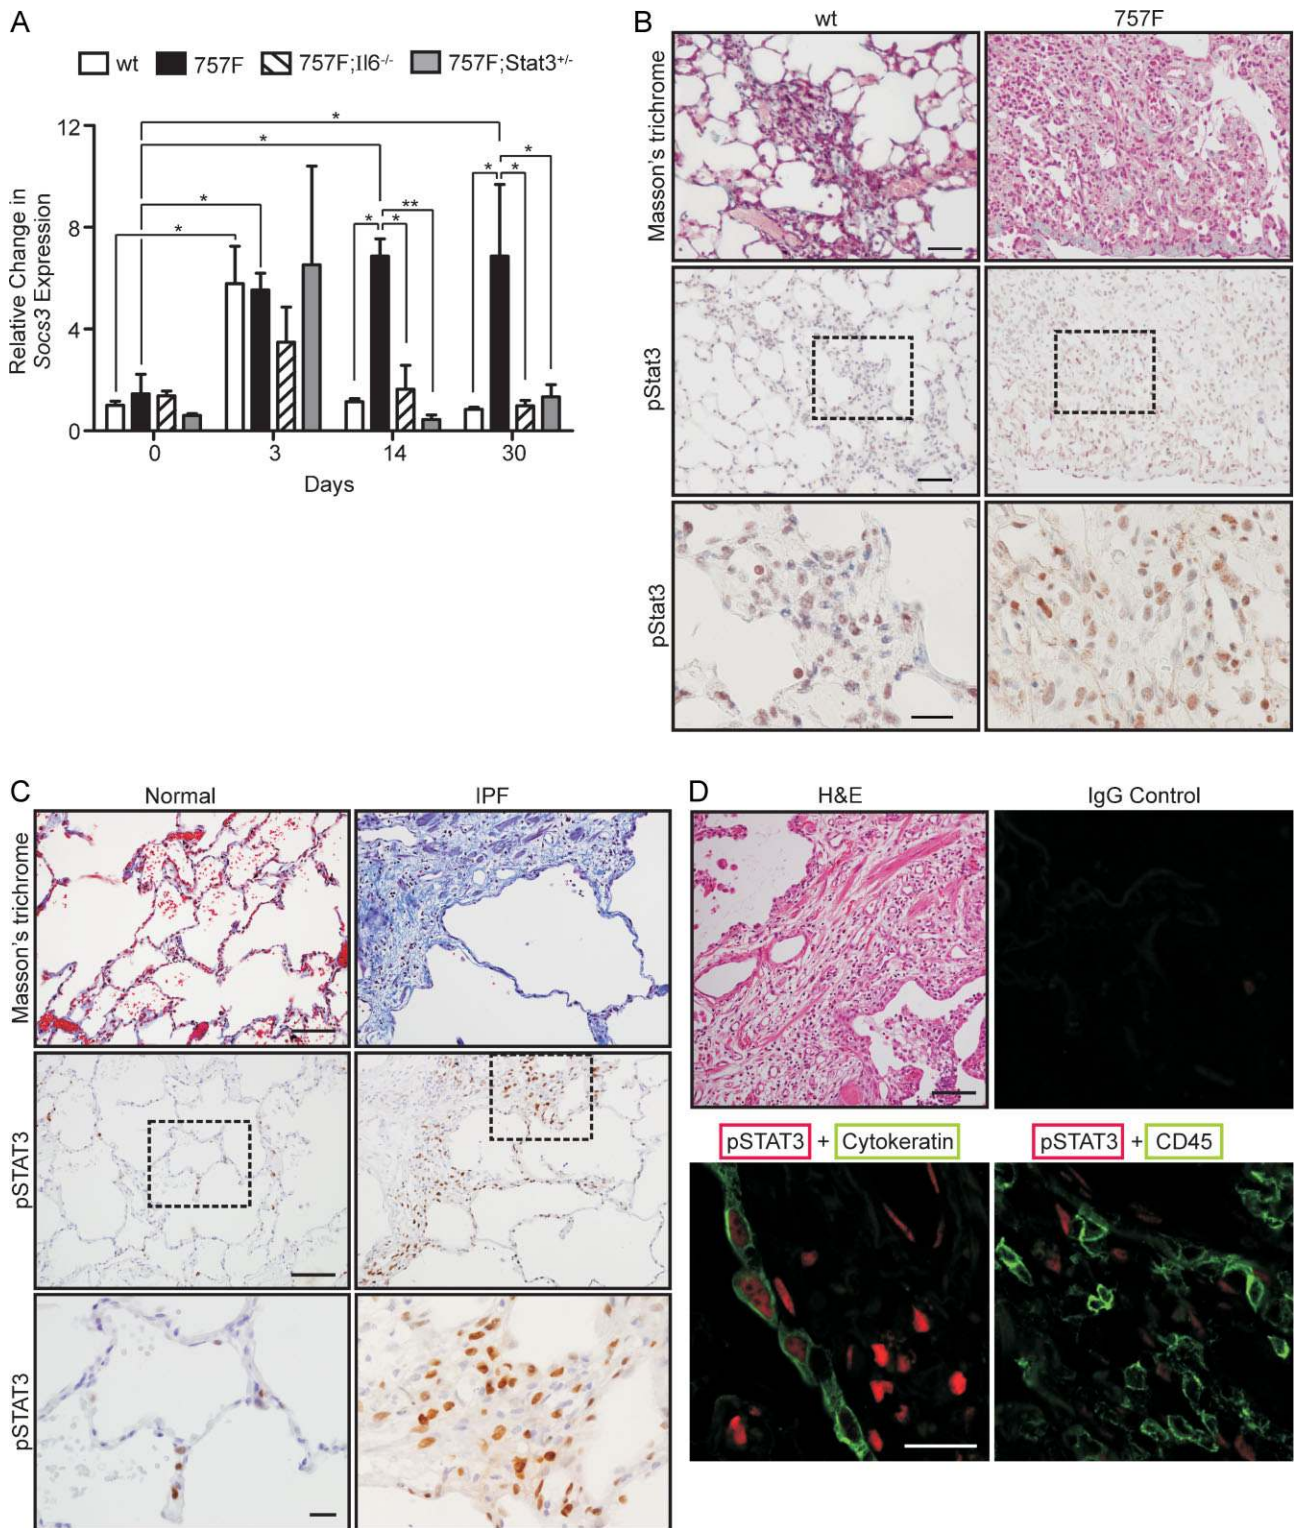 A
wt 757F 757F;Il6-/- 757F;Stat3+/-
Relative Change in
Socs3 Expression
12
8
4
0
*
*
*
*
*
*
**
*
*
*
0 3 14 30
Days
B
wt 757F
Masson's trichrome
pStat3
pStat3
C
Normal IPF
Masson's trichrome
pSTAT3
pSTAT3
D
H&E IgG Control
pSTAT3 + Cytokeratin
pSTAT3 + CD45